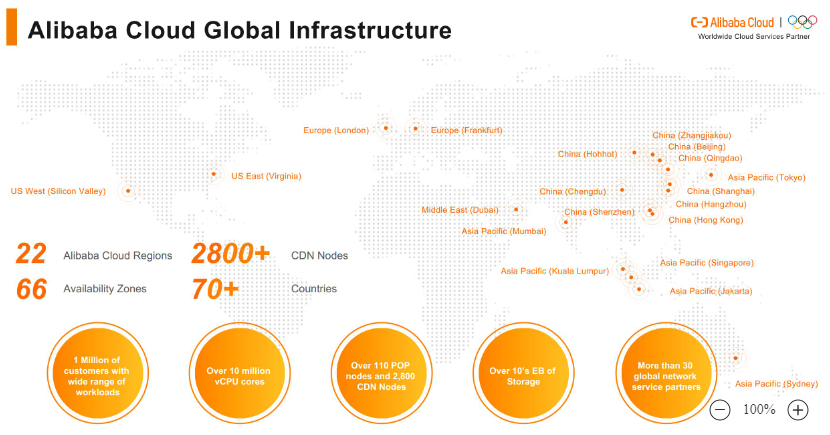 Alibaba Cloud Global Infrastructure
Alibaba Cloud
Worldwide Cloud Services Partner
Europe (London)
Europe (Frankfurt)
China (Zhangjiakou)
China (Beijing)
China (Hohhot)
China (Qingdao)
US East (Virginia)
Asia Pacific (Tokyo)
US West (Silicon Valley)
China (Chengdu)
China (Shanghai)
China (Hangzhou)
Middle East (Dubai)
China (Shenzhen)
China (Hong Kong)
Asia Pacific (Mumbai)
22 Alibaba Cloud Regions
2800+ CDN Nodes
Asia Pacific (Singapore)
Asia Pacific (Kuala Lumpur)
66 Availability Zones
70+ Countries
Asia Pacific (Jakarta)
1 Million of
customers with
wide range of
workloads
Over 10 million
vCPU cores
Over 110 POP
nodes and 2,800
CDN Nodes
Over 10's EB of
Storage
More than 30
global network
service partners
Asia Pacific (Sydney)
100%